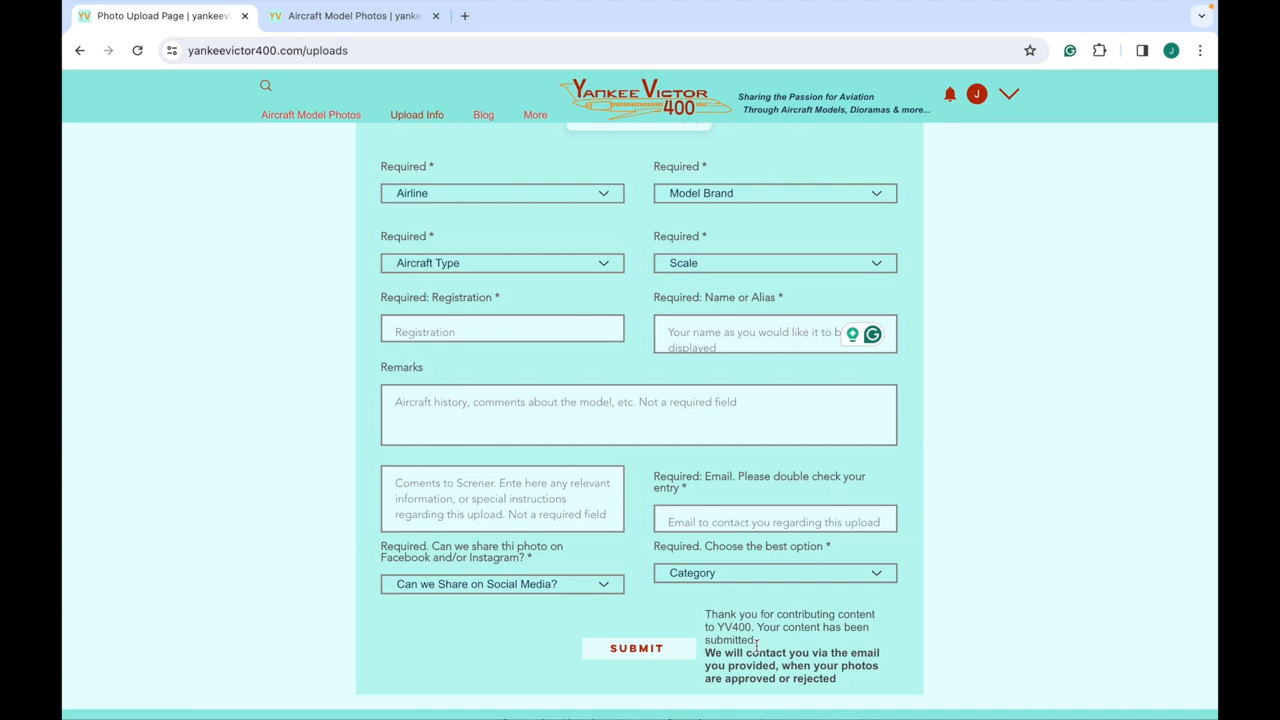 Photo Upload Page | yankeevi
Aircraft Model Photos | yanke
yankeevictor400.com/uploads
J
YANKEE VICTOR
400
Sharing the Passion for Aviation
Through Aircraft Models, Dioramas & more...
J
Aircraft Model Photos
Upload Info
Blog
More
Required *
Required *
Airline
Model Brand
Required *
Required *
Aircraft Type
Scale
Required: Registration *
Required: Name or Alias *
Registration
Your name as you would like it to b
displayed
Remarks
Aircraft history, comments about the model, etc. Not a required field
Coments to Screner. Ente here any relevant
information, or special instructions
regarding this upload. Not a required field
Required: Email. Please double check your
entry *
Email to contact you regarding this upload
Required. Can we share thi photo on
Facebook and/or Instagram? *
Required. Choose the best option *
Can we Share on Social Media?
Category
Thank you for contributing content
to YV400. Your content has been
submitted.
We will contact you via the email
you provided, when your photos
are approved or rejected
SUBMIT